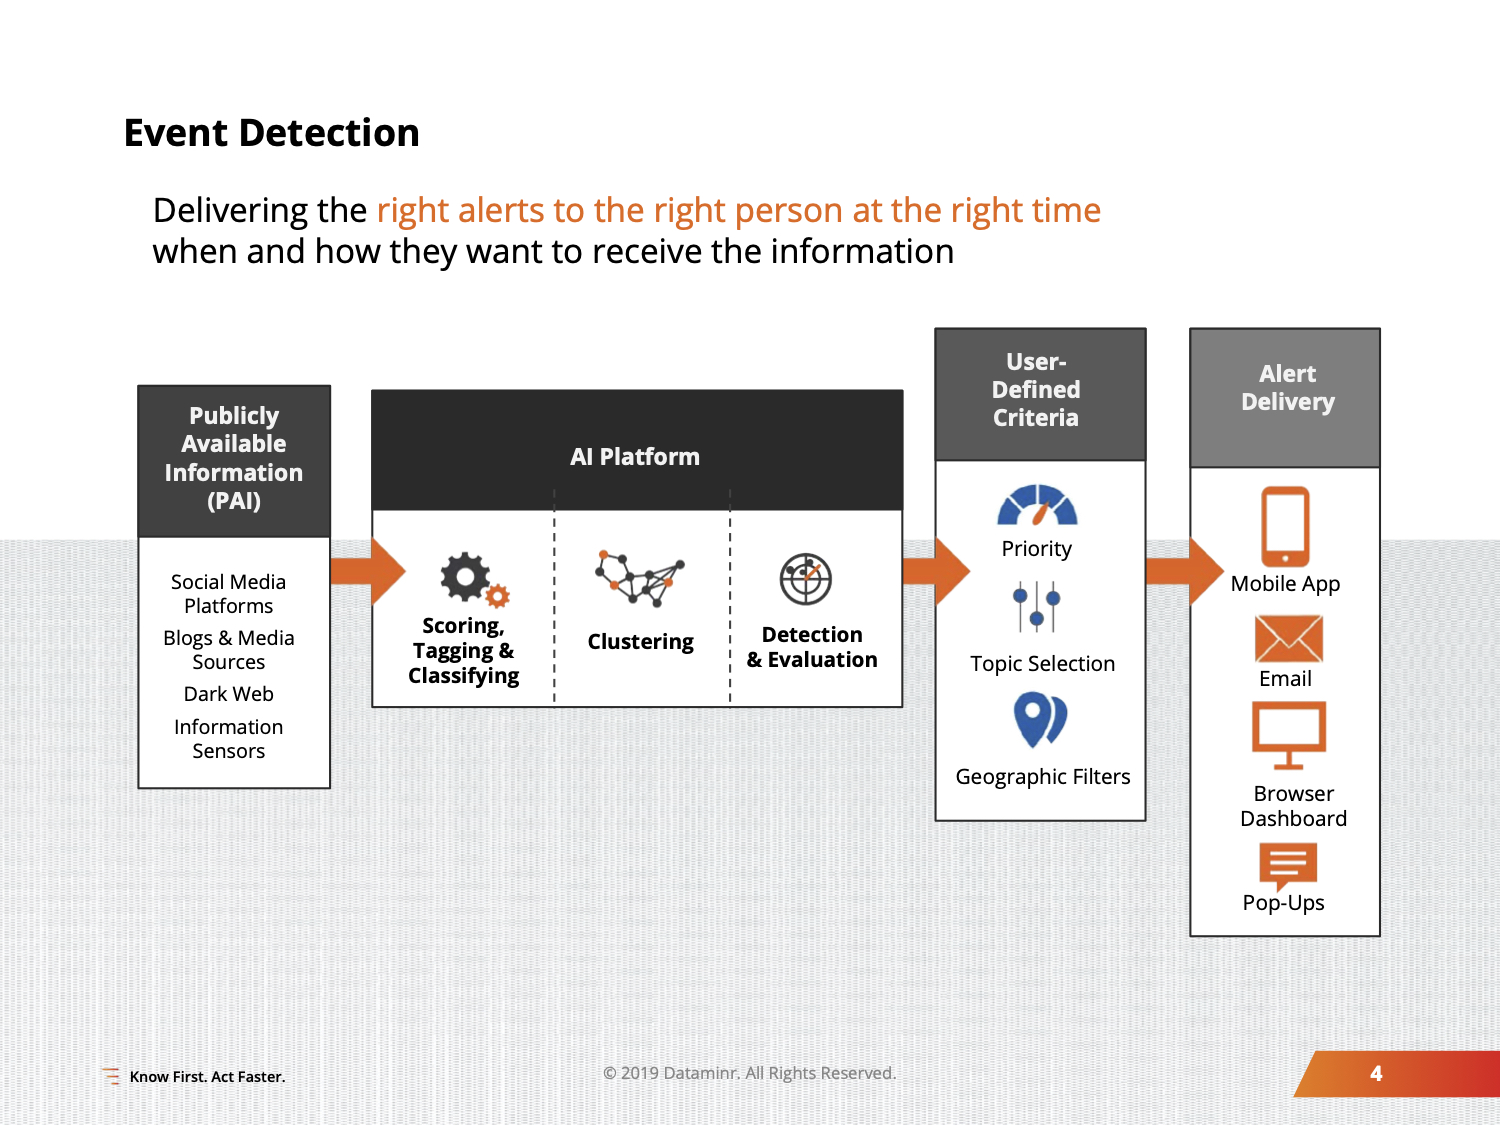 Event Detection
Delivering the right alerts to the right person at the right time
when and how they want to receive the information
Publicly
Available
Information
(PAI)
Social Media
Platforms
Blogs & Media
Sources
Dark Web
Information
Sensors
AI Platform
Scoring,
Tagging &
Classifying
Clustering
Detection
& Evaluation
User-
Defined
Criteria
Priority
Topic Selection
Geographic Filters
Alert
Delivery
Mobile App
Email
Browser
Dashboard
Pop-Ups
Know First. Act Faster.
© 2019 Dataminr. All Rights Reserved.
4